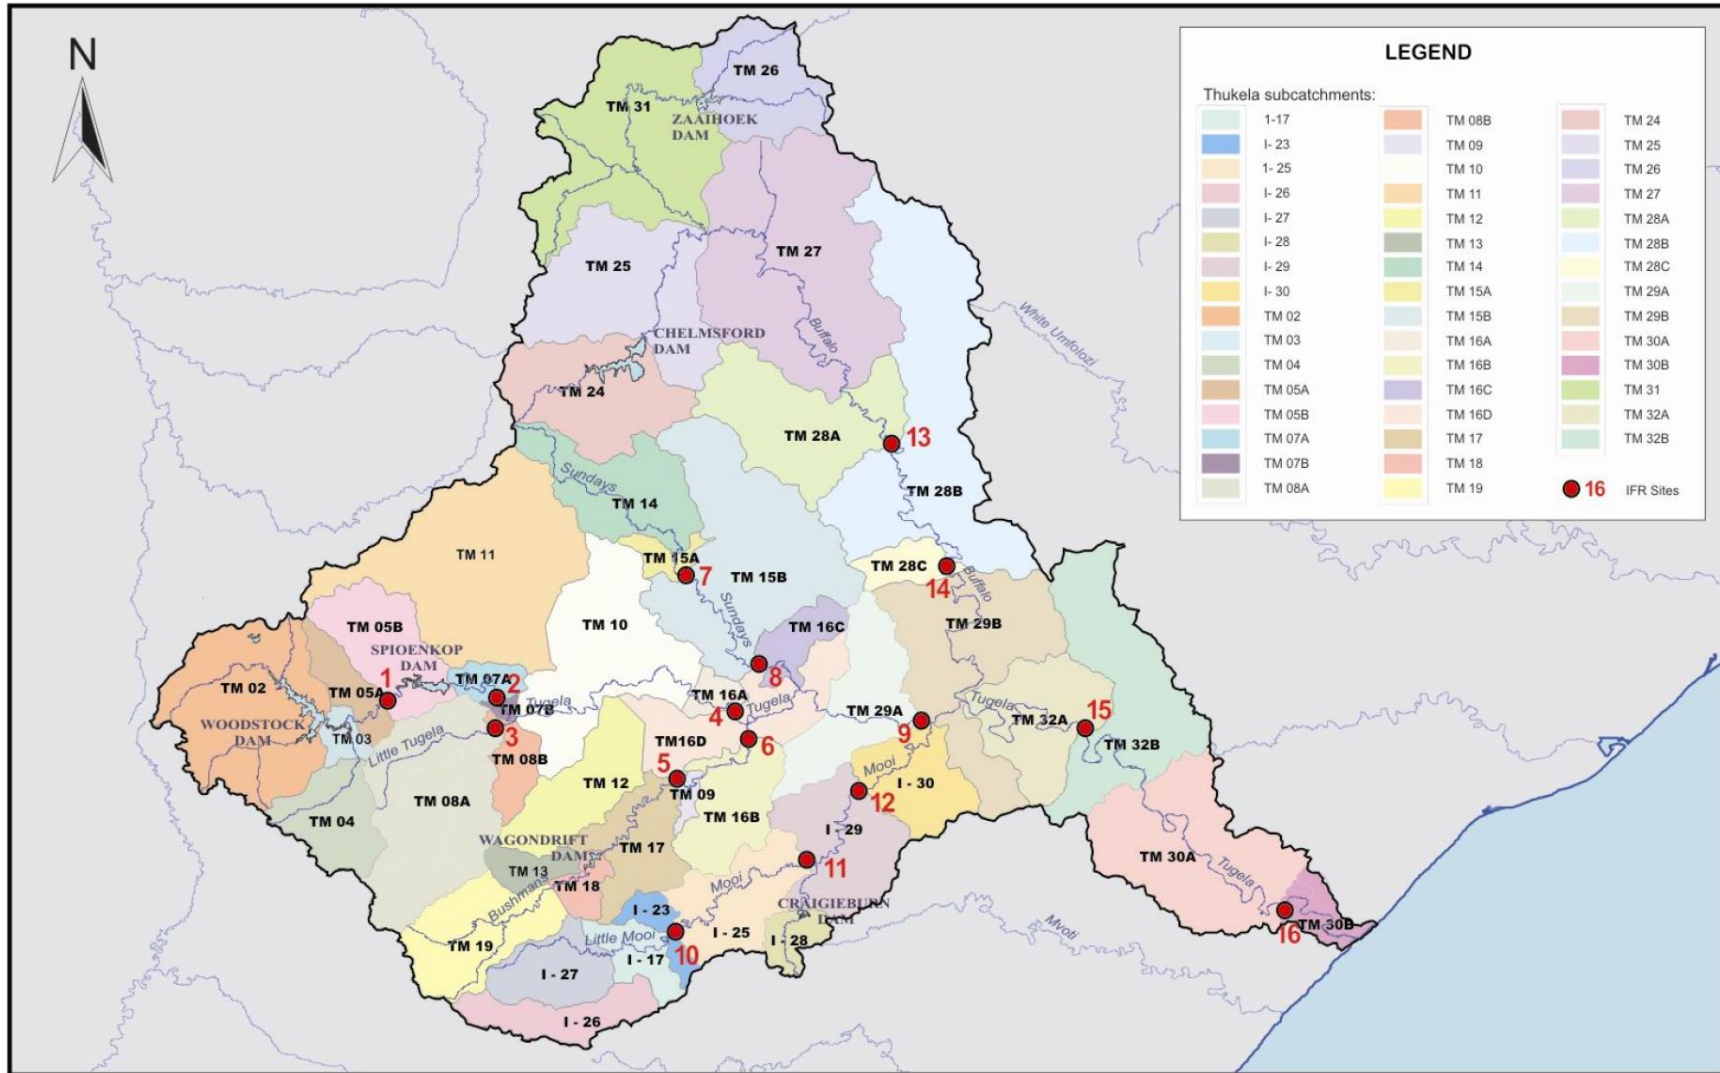 N
LEGEND
Thukela subcatchments:
1-17
I- 23
1- 25
I- 26
I- 27
I- 28
I- 29
I- 30
TM 02
TM 03
TM 04
TM 05A
TM 05B
TM 07A
TM 07B
TM 08A
TM 08B
TM 09
TM 10
TM 11
TM 12
TM 13
TM 14
TM 15A
TM 15B
TM 16A
TM 16B
TM 16C
TM 16D
TM 17
TM 18
TM 19
TM 24
TM 25
TM 26
TM 27
TM 28A
TM 28B
TM 28C
TM 29A
TM 29B
TM 30A
TM 30B
TM 31
TM 32A
TM 32B
16 IFR Sites
TM 26
TM 31
ZAAIHOEK
DAM
TM 27
TM 25
White Umfolozi
Buffalo
CHELMSFORD
DAM
TM 24
TM 28A
13
Sundays
TM 28B
TM 14
TM 11
TM 15A
7
TM 15B
TM 28C
14
Buffalo
Sundays
TM 05B
TM 10
TM 16C
TM 29B
SPIOENKOP
DAM
8
TM 02
TM 05A
1
TM 07A
2
TM 16A
Tugela
TM 07B
Tugela
4
Tugela
TM 29A
TM 32A
15
WOODSTOCK
DAM
TM 03
Little Tugela
3
TM16D
6
9
TM 32B
TM 08B
5
Mooi
TM 12
TM 09
I - 30
12
TM 08A
TM 04
TM 16B
I - 29
WAGONDRIFT
DAM
TM 17
TM 30A
11
TM 13
TM 18
Mooi
Tugela
Bushmans
CRAIGIEBURN
DAM
I - 23
Mvoti
TM 30B
16
Little Mooi
I - 25
I - 28
TM 19
10
I - 17
I - 27
I - 26